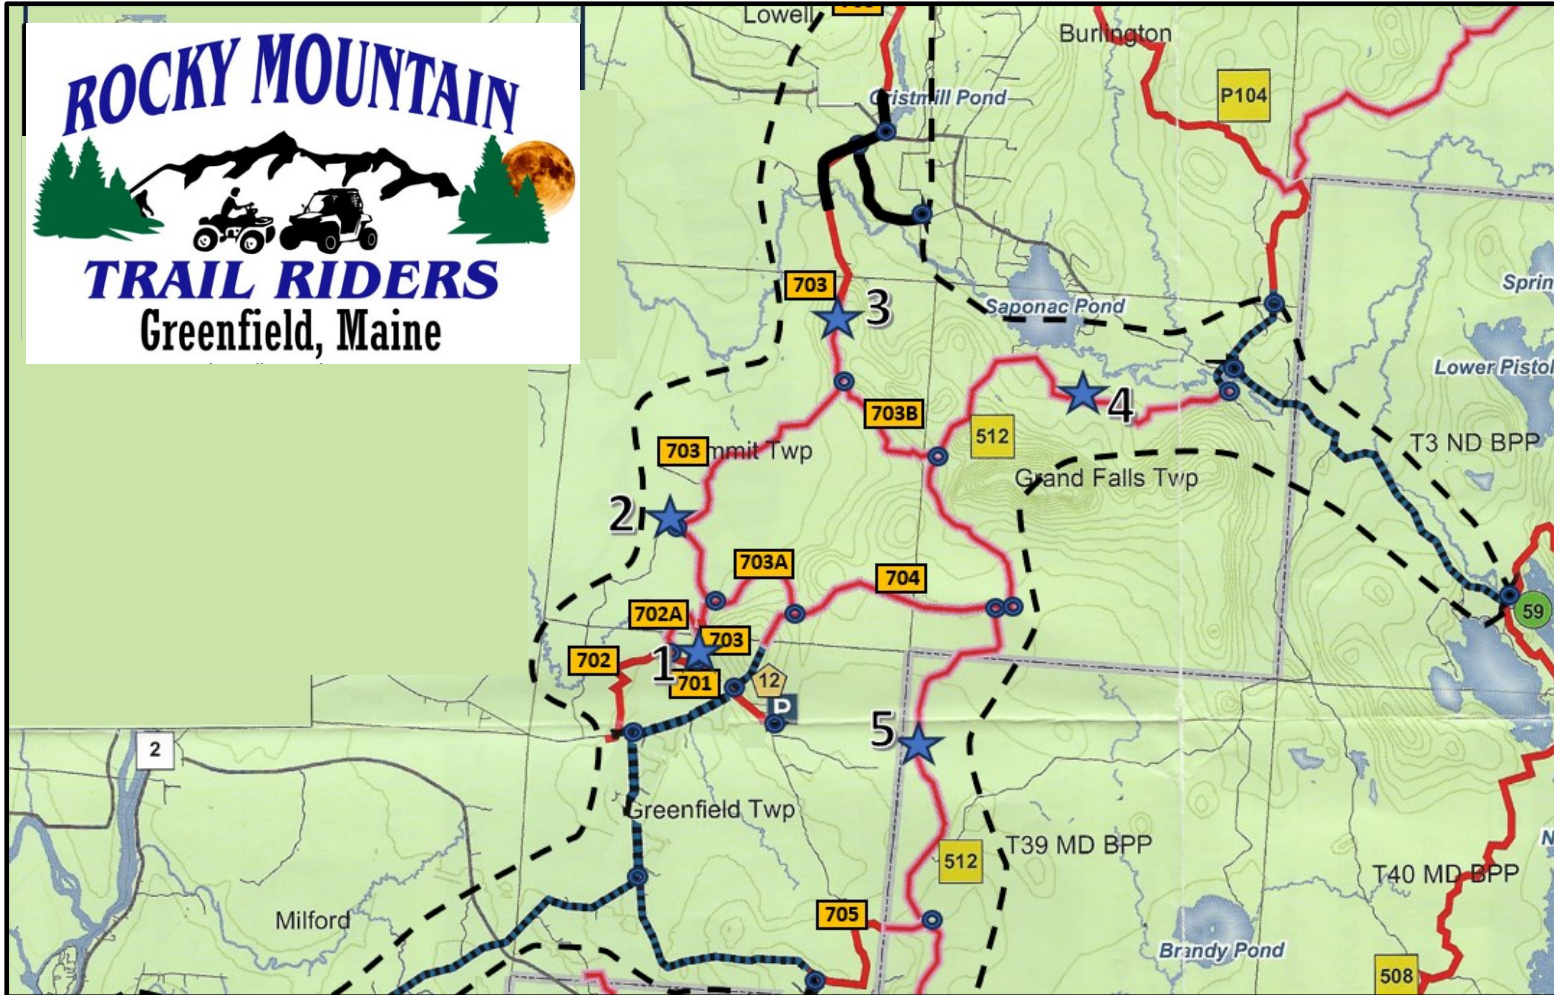 ROCKY MOUNTAIN
TRAIL RIDERS
Greenfield, Maine
Lowell
Burlington
P104
Gristmill Pond
703
3
Saponac Pond
Lower Pistol
4
703B
512
T3 ND BPP
703
mmit Twp
Grand Falls Twp
2
703A
704
59
702A
703
702
1
701
12
P
5
2
Greenfield Twp
T39 MD BPP
512
T40 MD BPP
705
Milford
Brandy Pond
508